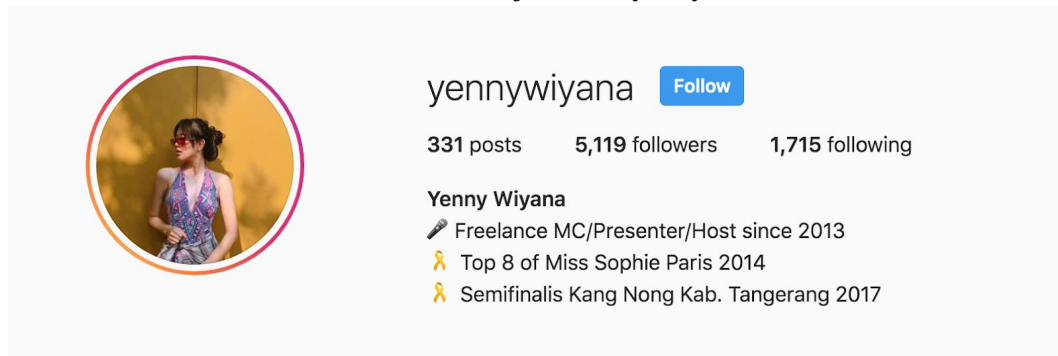 yennywiyana Follow
331 posts 5,119 followers 1,715 following
Yenny Wiyana
🎤 Freelance MC/Presenter/Host since 2013
🎗 Top 8 of Miss Sophie Paris 2014
🎗 Semifinalis Kang Nong Kab. Tangerang 2017